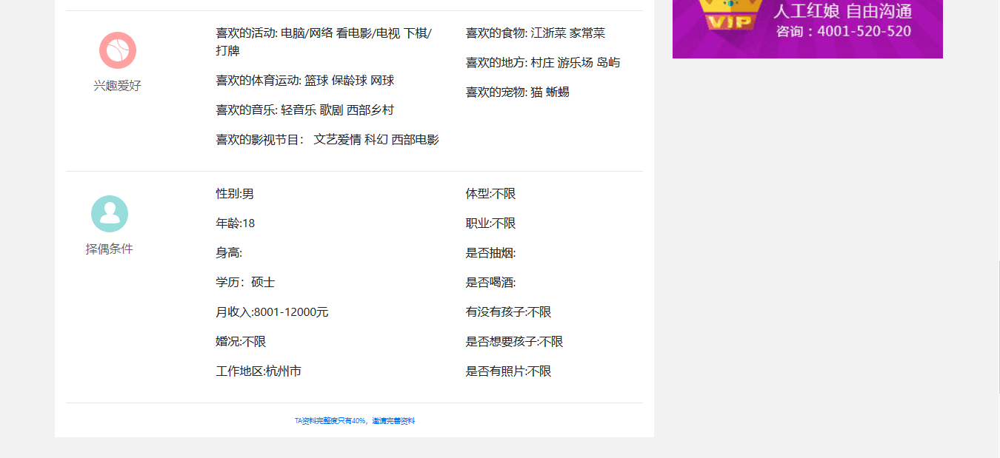 人工红娘 自由沟通
VIP
咨询：4001-520-520
兴趣爱好
喜欢的活动: 电脑/网络 看电影/电视 下棋/
打牌
喜欢的体育运动: 篮球 保龄球 网球
喜欢的音乐: 轻音乐 歌剧 西部乡村
喜欢的影视节目： 文艺爱情 科幻 西部电影
喜欢的食物: 江浙菜 家常菜
喜欢的地方: 村庄 游乐场 岛屿
喜欢的宠物: 猫 蜥蜴
择偶条件
性别:男
年龄:18
身高:
学历：硕士
月收入:8001-12000元
婚况:不限
工作地区:杭州市
体型:不限
职业:不限
是否抽烟:
是否喝酒:
有没有孩子:不限
是否想要孩子:不限
是否有照片:不限
TA资料完整度只有40%，邀请完善资料